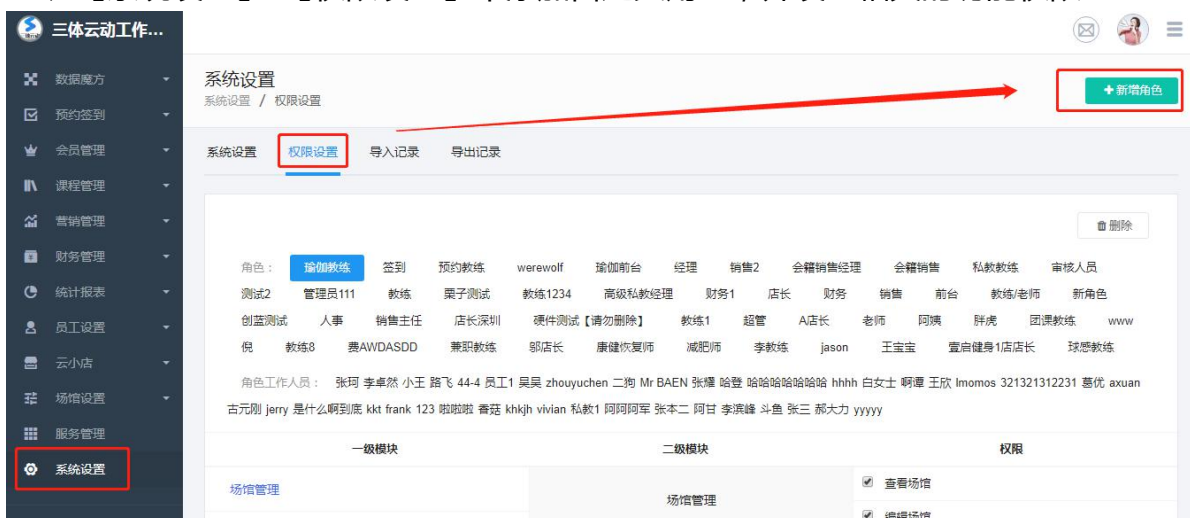 三体云动工作...
数据魔方
预约签到
会员管理
课程管理
营销管理
财务管理
统计报表
员工设置
云小店
场馆设置
服务管理
系统设置
系统设置
系统设置 / 权限设置
+新增角色
系统设置 权限设置 导入记录 导出记录
删除
角色： 瑜伽教练 签到 预约教练 werewolf 瑜伽前台 经理 销售2 会籍销售经理 会籍销售 私教教练 审核人员
测试2 管理员111 教练 栗子测试 教练1234 高级私教经理 财务1 店长 财务 销售 前台 教练/老师 新角色
创蓝测试 人事 销售主任 店长深圳 硬件测试【请勿删除】 教练1 超管 A店长 老师 阿姨 胖虎 团课教练 www
倪 教练8 费AWDASDD 兼职教练 邬店长 康健恢复师 减肥师 李教练 jason 王宝宝 壹启健身1店店长 球感教练
角色工作人员： 张珂 李卓然 小王 路飞 44-4 员工1 吴昊 zhouyuchen 二狗 Mr BAEN 张耀 哈登 哈哈哈哈哈哈哈 hhhh 白女士 啊谭 王欣 lmomos 321321312231 葛优 axuan
古元刚 jerry 是什么啊到底 kkt frank 123 啦啦啦 香菇 khkjh vivian 私教1 阿阿阿军 张本二 阿甘 李滨峰 斗鱼 张三 郝大力 yyyyy
一级模块 二级模块 权限
场馆管理 场馆管理 查看场馆
编辑场馆